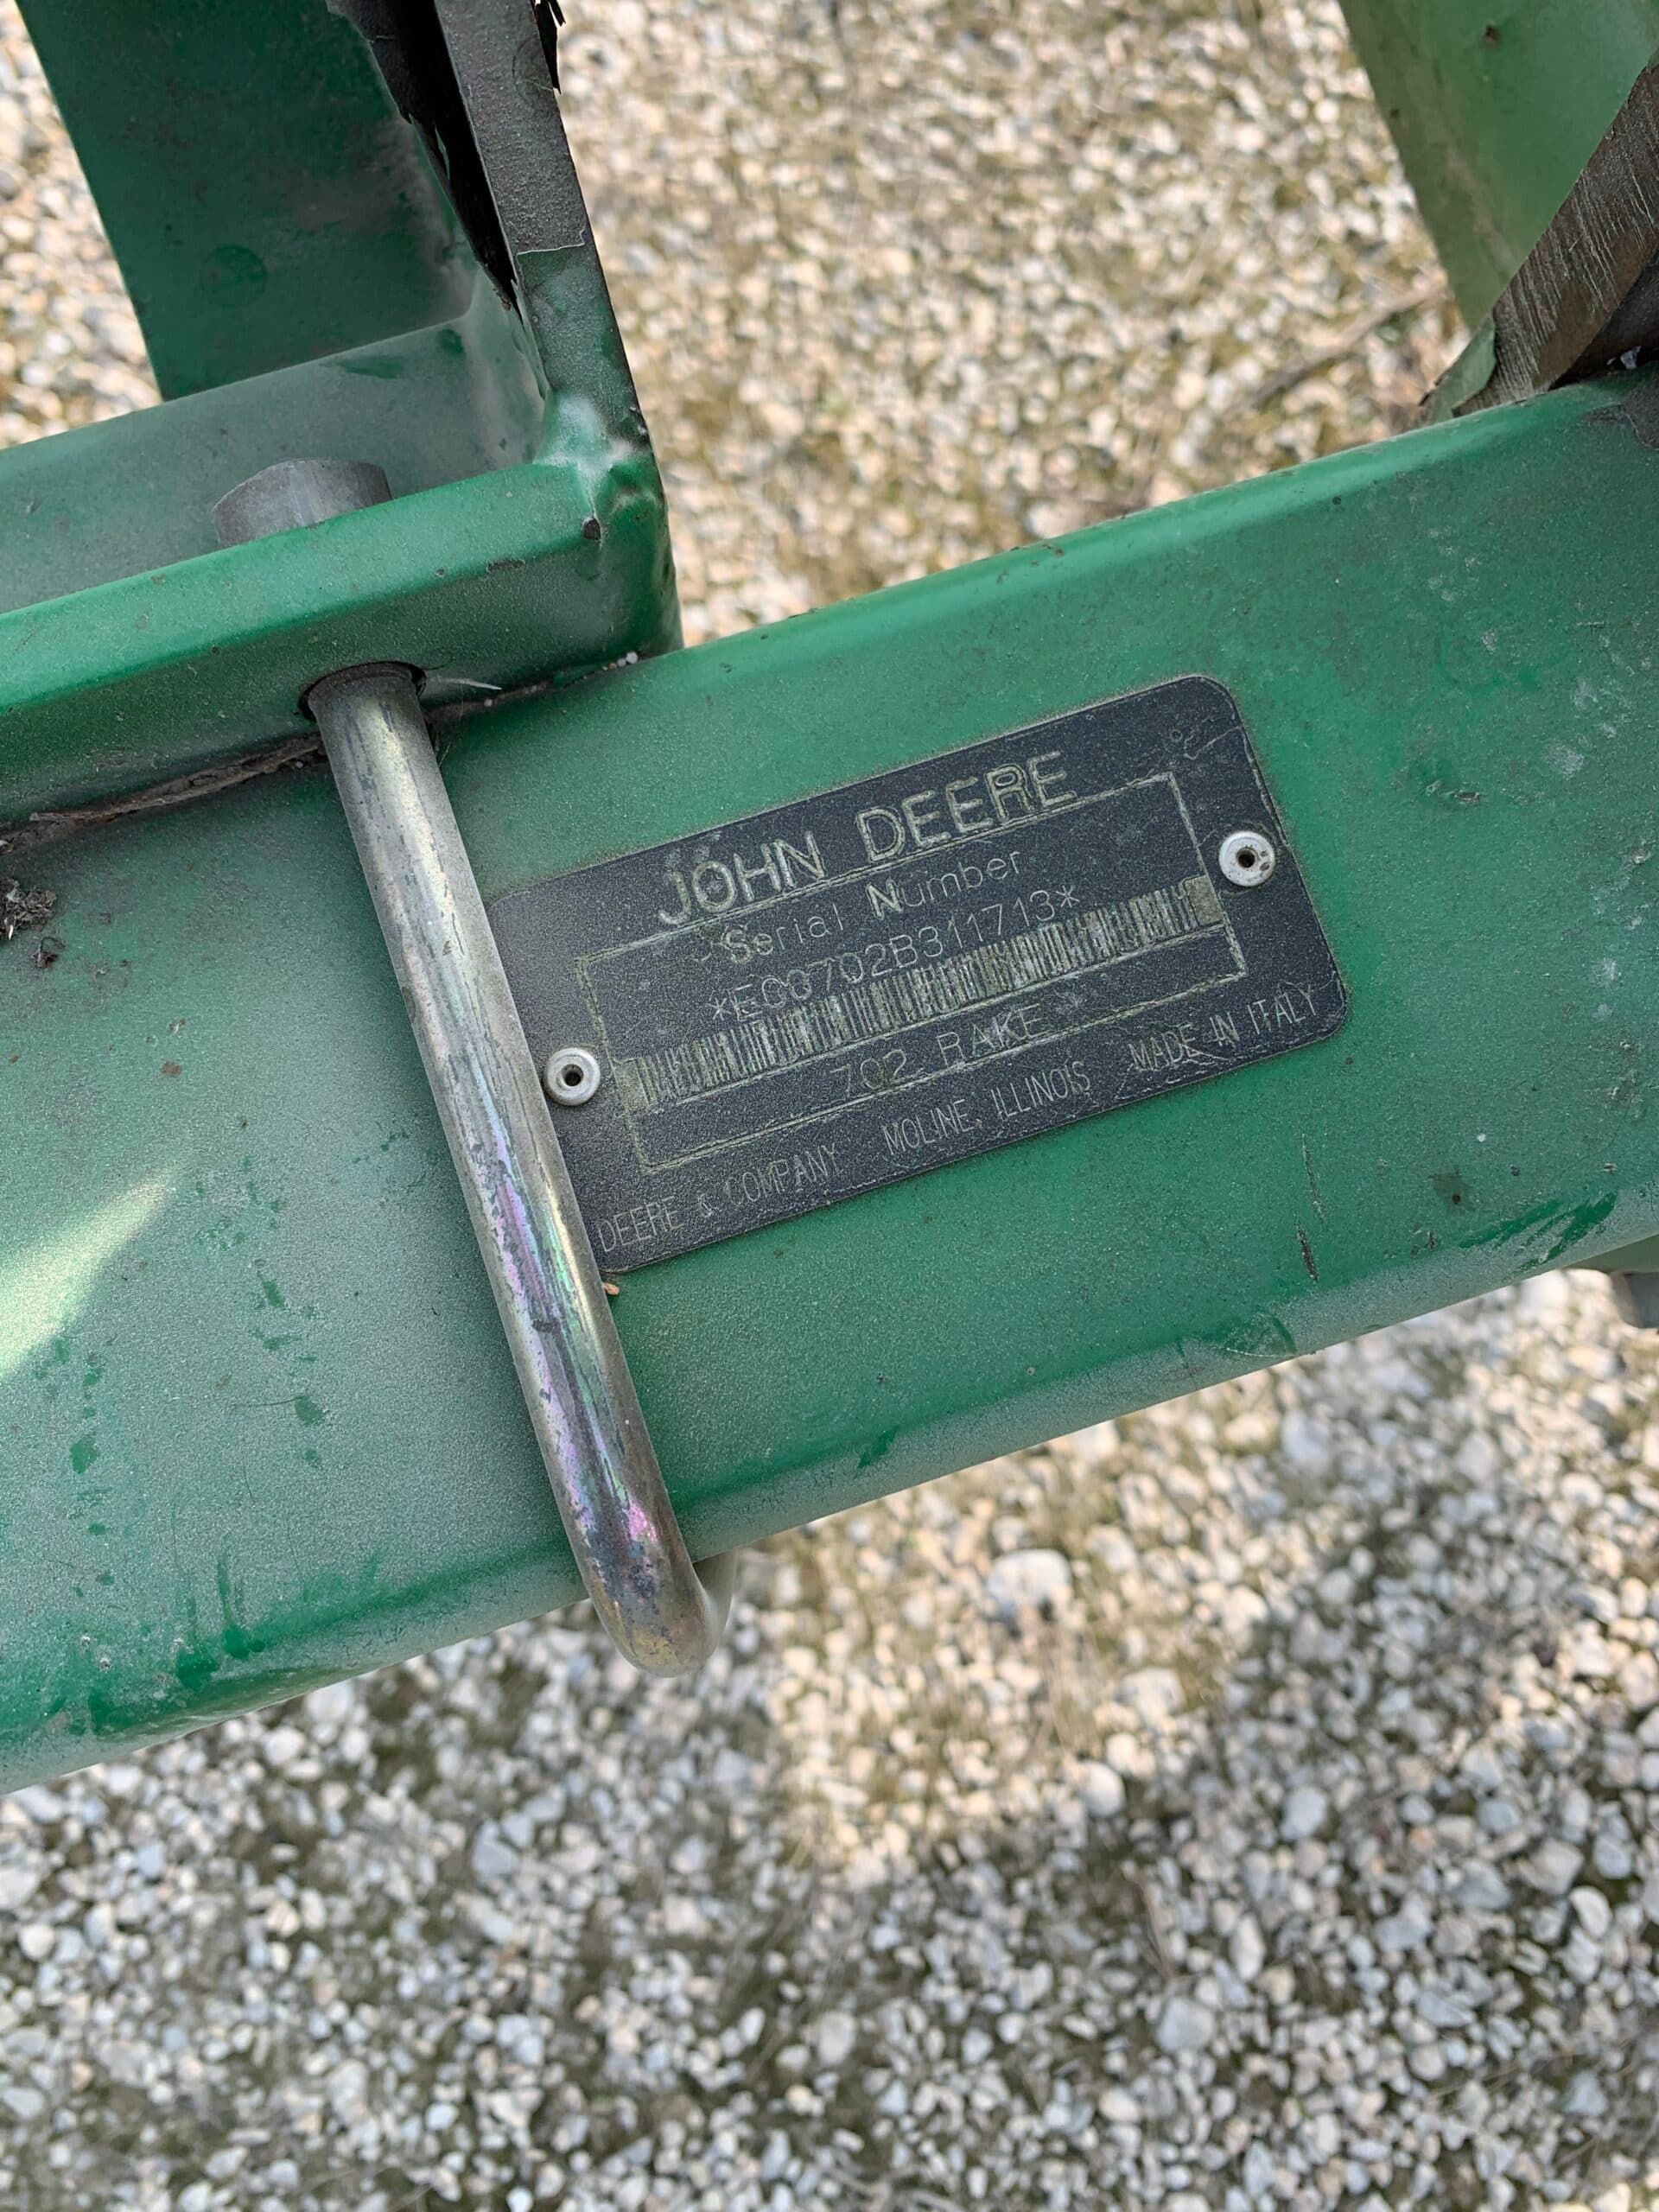 JOHN DEERE
Serial Number
*E00702B311713*
702 RAKE
DEERE & COMPANY MOLINE, ILLINOIS MADE IN ITALY